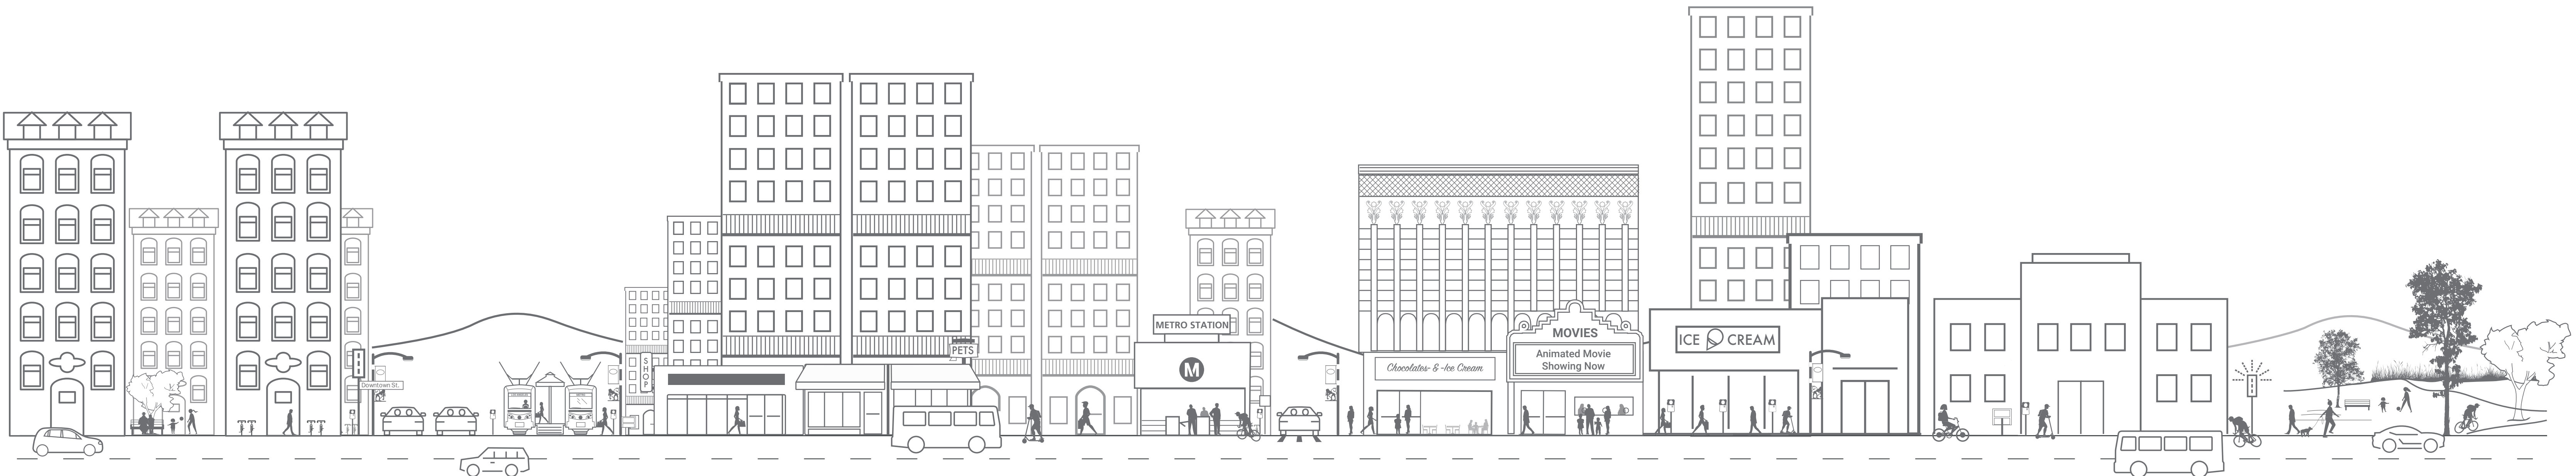 Downtown St.
SHOP
PETS
METRO STATION
M
Chocolates- & -Ice Cream
MOVIES
Animated Movie
Showing Now
ICE CREAM